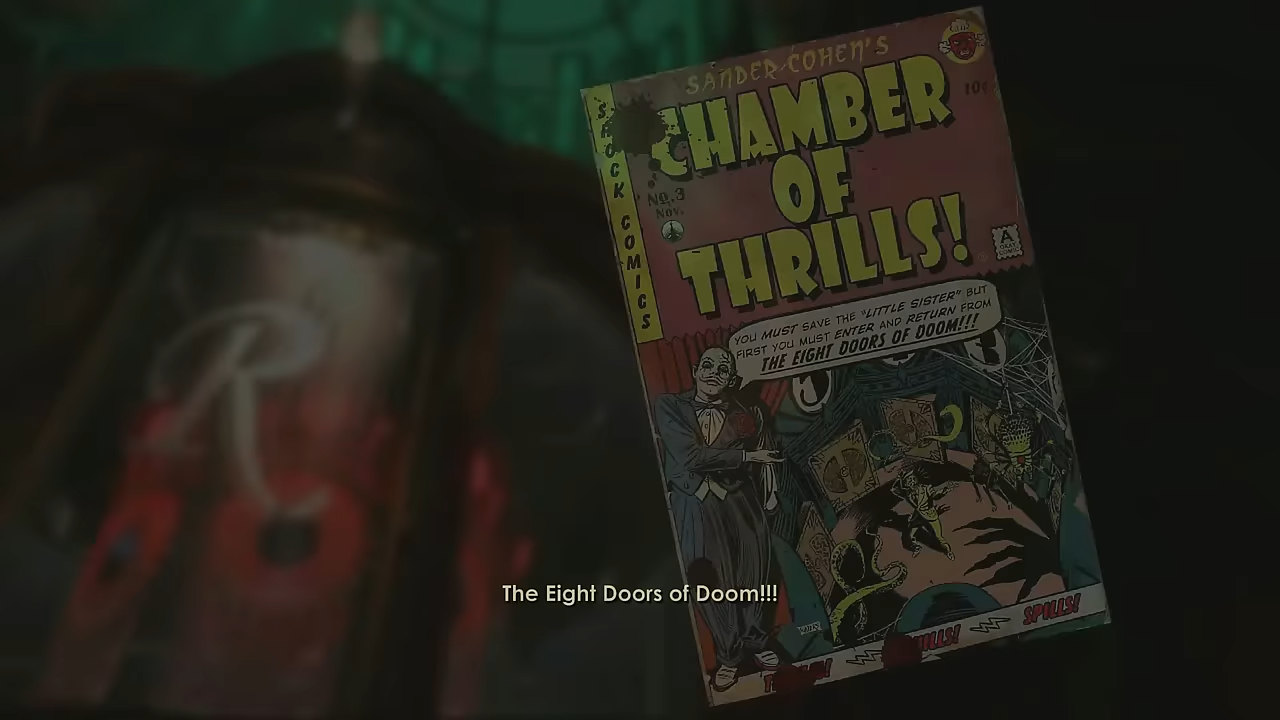 SANDER COHEN'S
CHAMBER
OF
THRILLS!
10¢
SHOCK COMICS
NO.3
Nov.
A
YOU MUST SAVE THE "LITTLE SISTER" BUT
FIRST YOU MUST ENTER AND RETURN FROM
THE EIGHT DOORS OF DOOM!!!
R
The Eight Doors of Doom!!!
SPILLS!